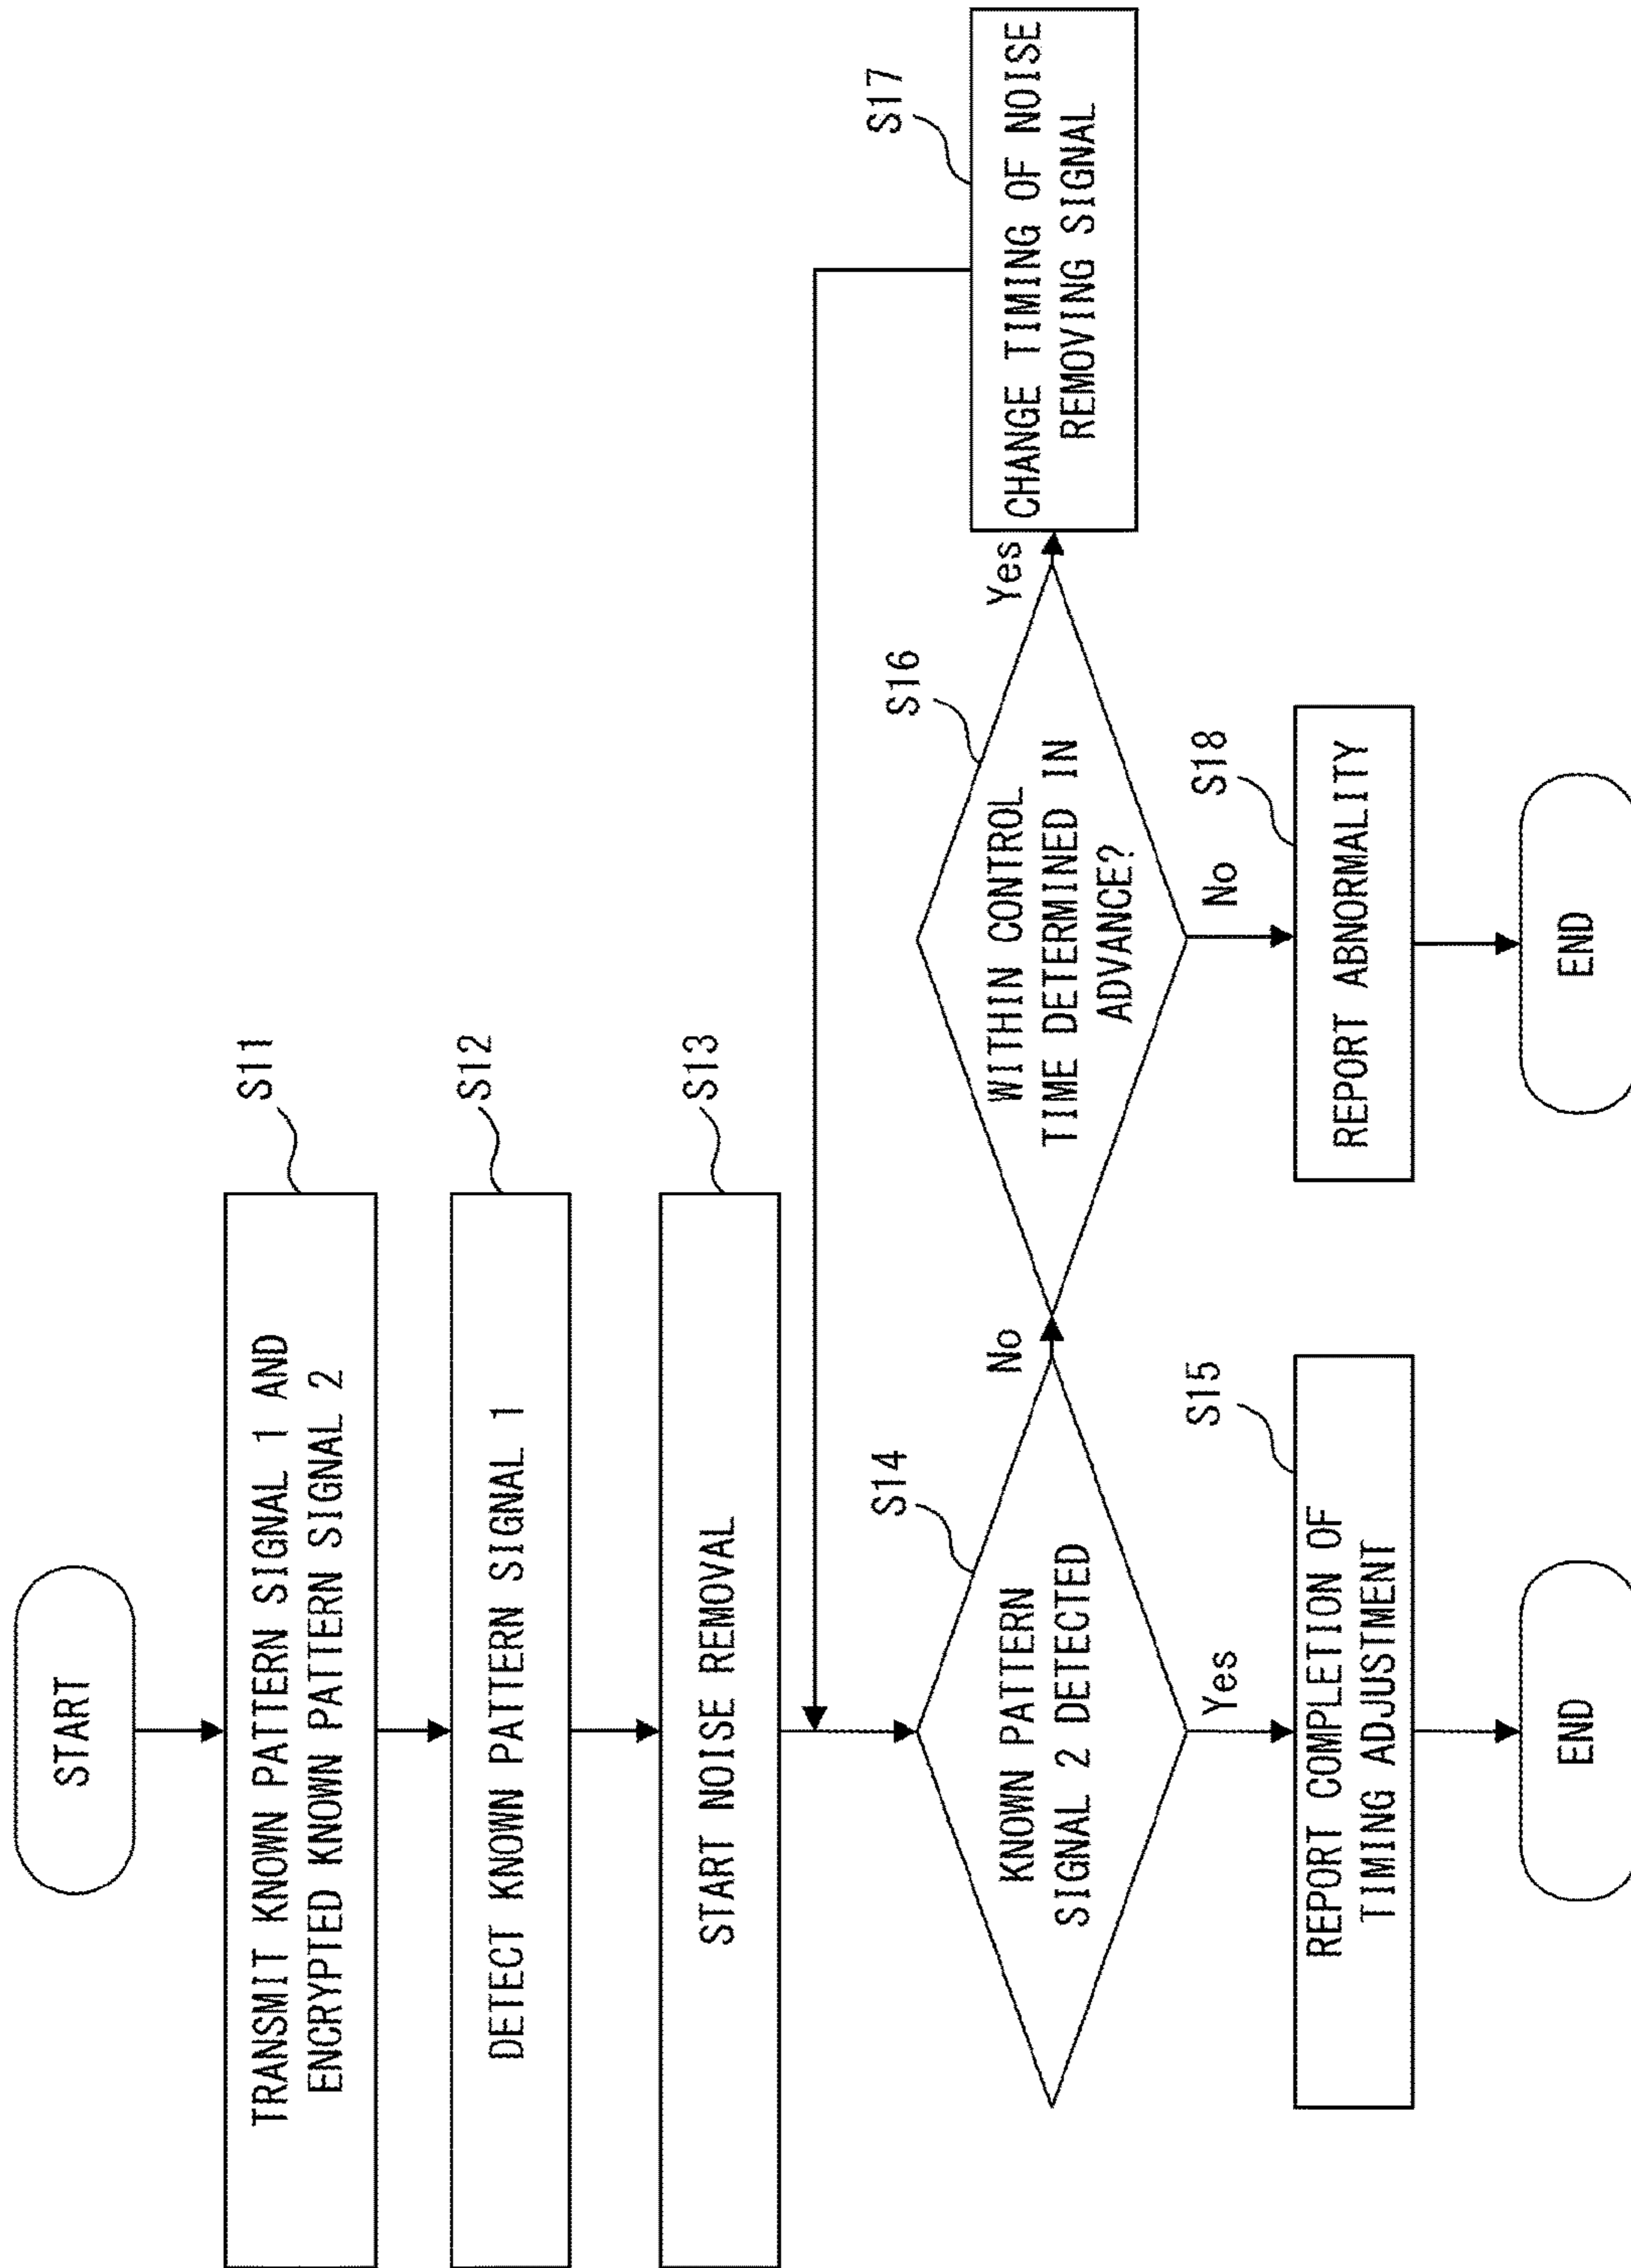 START
S11
TRANSMIT KNOWN PATTERN SIGNAL 1 AND
ENCRYPTED KNOWN PATTERN SIGNAL 2
S12
DETECT KNOWN PATTERN SIGNAL 1
S13
START NOISE REMOVAL
S14
KNOWN PATTERN
SIGNAL 2 DETECTED
No
Yes
S15
REPORT COMPLETION OF
TIMING ADJUSTMENT
END
S16
WITHIN CONTROL
TIME DETERMINED IN
ADVANCE?
Yes
No
S17
CHANGE TIMING OF NOISE
REMOVING SIGNAL
S18
REPORT ABNORMALITY
END